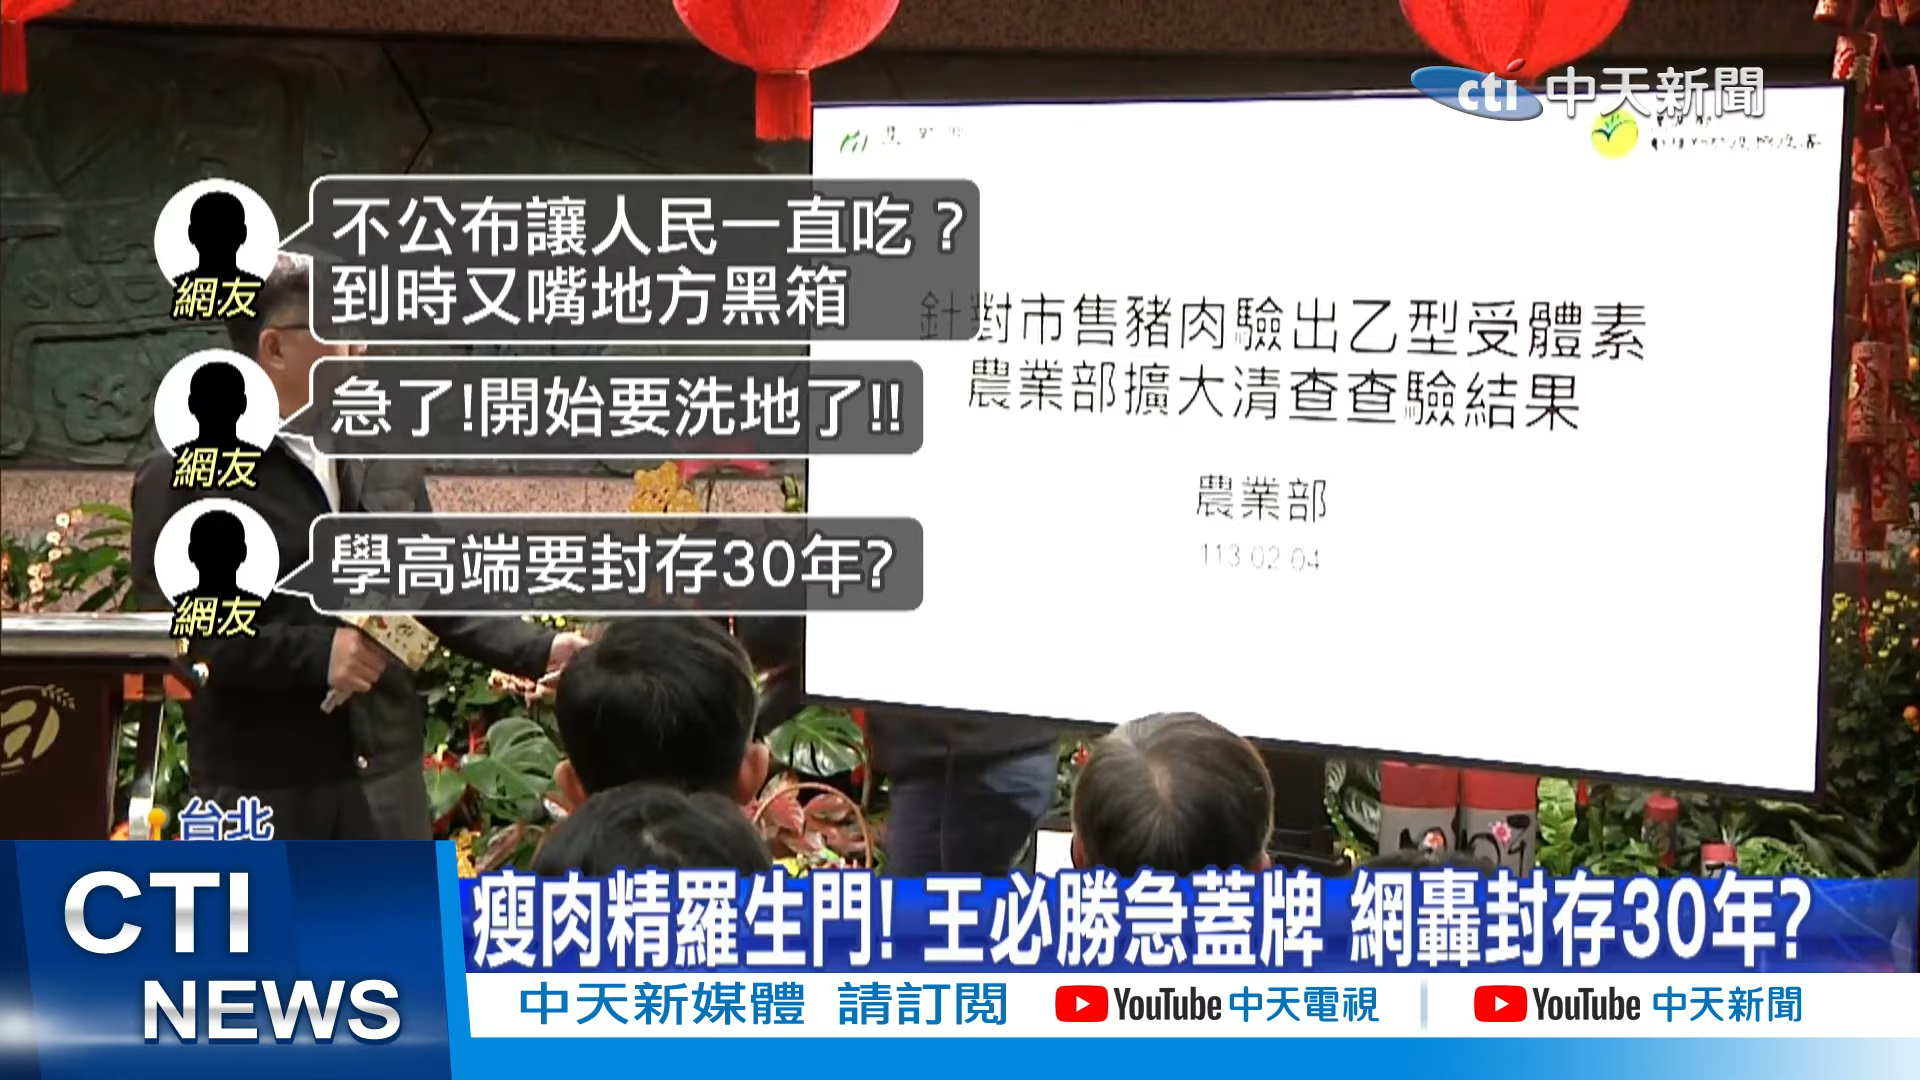 cti 中天新聞
不公布讓人民一直吃？
到時又嘴地方黑箱
網友
急了!開始要洗地了!!
網友
學高端要封存30年?
網友
針對市售豬肉驗出乙型受體素
農業部擴大清查查驗結果
農業部
113 02 04
台北
CTI
NEWS
瘦肉精羅生門! 王必勝急蓋牌 網轟封存30年?
中天新媒體 請訂閱 YouTube 中天電視 YouTube 中天新聞